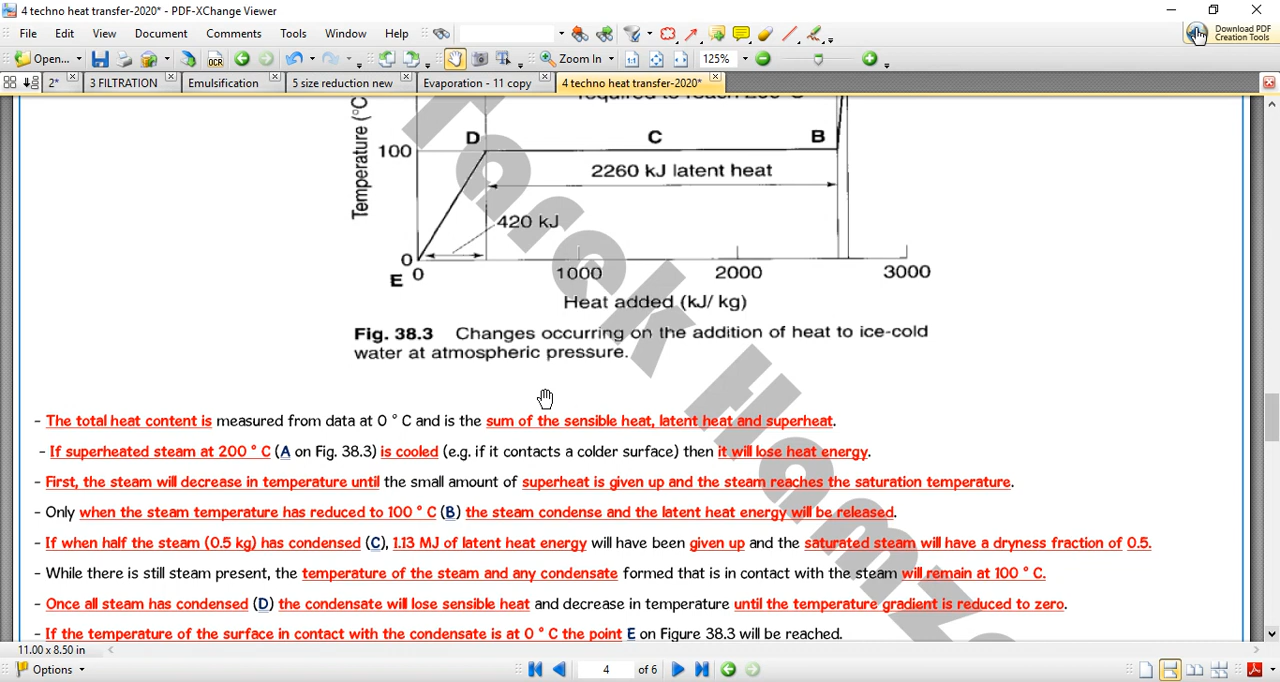 4 techno heat transfer-2020* - PDF-XChange Viewer
File Edit View Document Comments Tools Window Help
Download PDF
Creation Tools
Open... OCR Zoom In 125%
2* 3 FILTRATION Emulsification 5 size reduction new Evaporation - 11 copy 4 techno heat transfer-2020*
Temperature (°C
D C B
100
2260 kJ latent heat
420 kJ
0
E 0 1000 2000 3000
Heat added (kJ/ kg)
Fig. 38.3 Changes occurring on the addition of heat to ice-cold
water at atmospheric pressure.
Tarek Hamza
- The total heat content is measured from data at 0 ° C and is the sum of the sensible heat, latent heat and superheat.
- If superheated steam at 200 ° C (A on Fig. 38.3) is cooled (e.g. if it contacts a colder surface) then it will lose heat energy.
- First, the steam will decrease in temperature until the small amount of superheat is given up and the steam reaches the saturation temperature.
- Only when the steam temperature has reduced to 100 ° C (B) the steam condense and the latent heat energy will be released.
- If when half the steam (0.5 kg) has condensed (C), 1.13 MJ of latent heat energy will have been given up and the saturated steam will have a dryness fraction of 0.5.
- While there is still steam present, the temperature of the steam and any condensate formed that is in contact with the steam will remain at 100 ° C.
- Once all steam has condensed (D) the condensate will lose sensible heat and decrease in temperature until the temperature gradient is reduced to zero.
- If the temperature of the surface in contact with the condensate is at 0 ° C the point E on Figure 38.3 will be reached.
11.00 x 8.50 in
Options 4 of 6